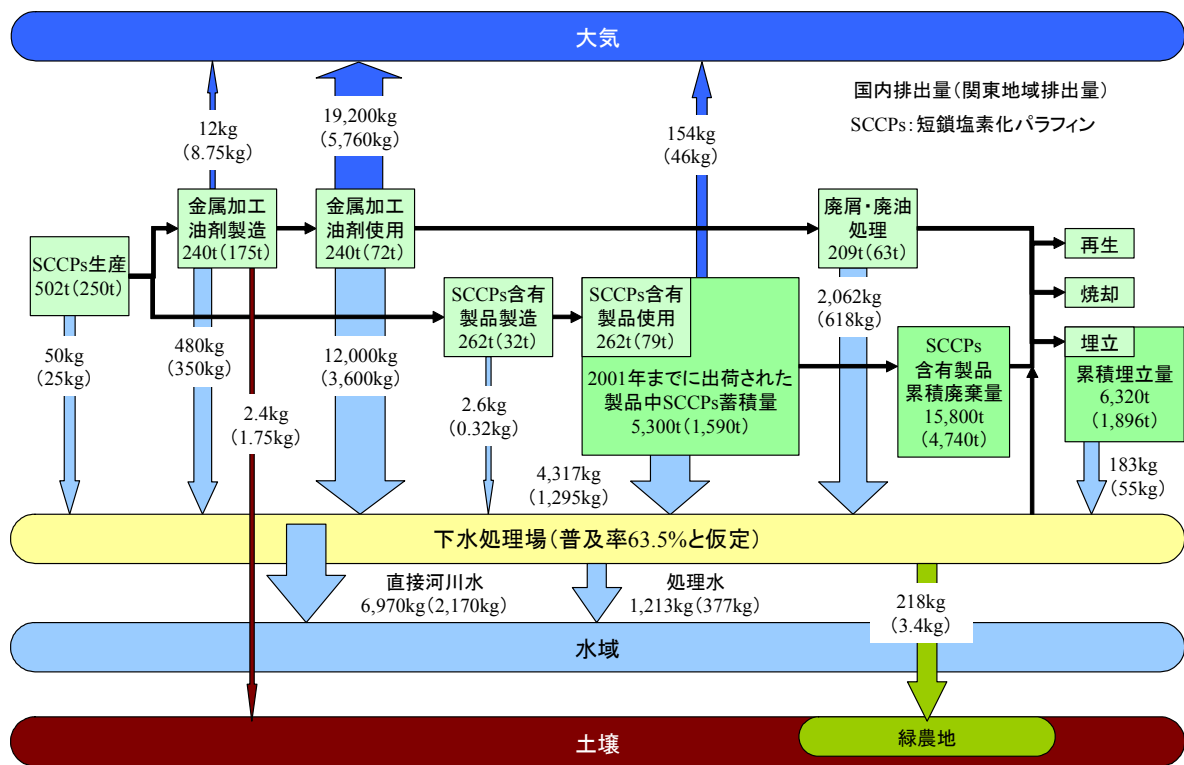 大気
国内排出量(関東地域排出量)
SCCPs:短鎖塩素化パラフィン
12kg
(8.75kg)
19,200kg
(5,760kg)
154kg
(46kg)
金属加工
油剤製造
240t(175t)
金属加工
油剤使用
240t(72t)
廃屑・廃油
処理
209t(63t)
再生
SCCPs生産
502t(250t)
焼却
SCCPs含有
製品製造
262t(32t)
SCCPs含有
製品使用
262t(79t)
2001年までに出荷された
製品中SCCPs蓄積量
5,300t(1,590t)
2,062kg
(618kg)
SCCPs
含有製品
累積廃棄量
15,800t
(4,740t)
埋立
累積埋立量
6,320t
(1,896t)
50kg
(25kg)
480kg
(350kg)
2.4kg
(1.75kg)
12,000kg
(3,600kg)
2.6kg
(0.32kg)
4,317kg
(1,295kg)
183kg
(55kg)
下水処理場(普及率63.5%と仮定)
直接河川水
6,970kg(2,170kg)
処理水
1,213kg(377kg)
218kg
(3.4kg)
水域
土壌
緑農地